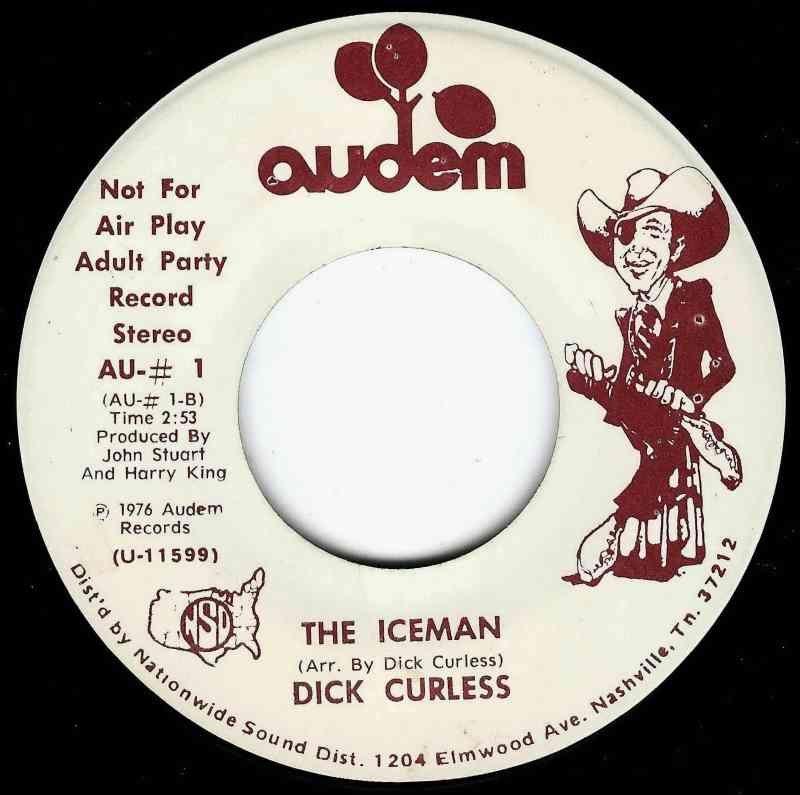 audem
Not For
Air Play
Adult Party
Record
Stereo
AU-# 1
(AU-# 1-B)
Time 2:53
Produced By
John Stuart
And Harry King
℗ 1976 Audem
Records
(U-11599)
NSD
THE ICEMAN
(Arr. By Dick Curless)
DICK CURLESS
Dist'd by Nationwide Sound Dist. 1204 Elmwood Ave. Nashville, Tn. 37212